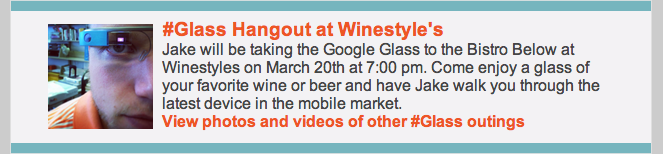 #Glass Hangout at Winestyle's
Jake will be taking the Google Glass to the Bistro Below at
Winestyles on March 20th at 7:00 pm. Come enjoy a glass of
your favorite wine or beer and have Jake walk you through the
latest device in the mobile market.
View photos and videos of other #Glass outings